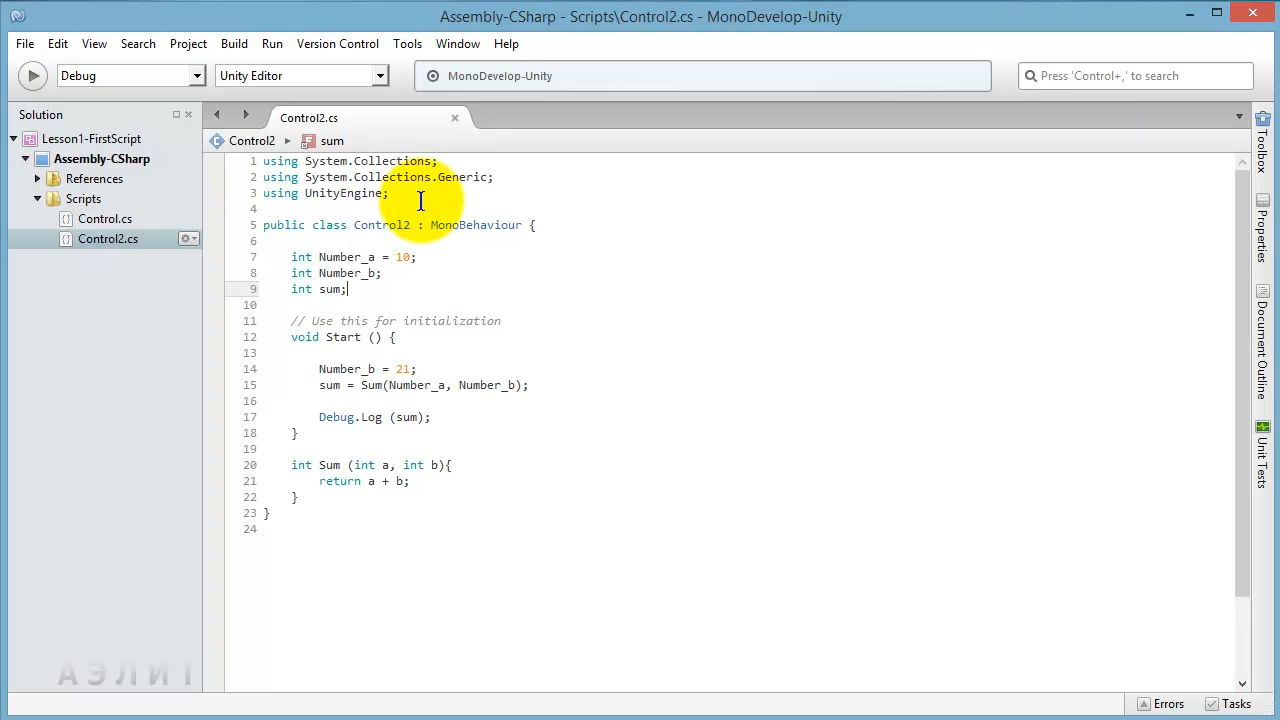 Assembly-CSharp - Scripts\Control2.cs - MonoDevelop-Unity
File Edit View Search Project Build Run Version Control Tools Window Help
Debug Unity Editor MonoDevelop-Unity Press 'Control+,' to search
Solution
Lesson1-FirstScript
Assembly-CSharp
References
Scripts
Control.cs
Control2.cs
Control2.cs
Control2 sum
1 using System.Collections;
2 using System.Collections.Generic;
3 using UnityEngine;
4
5 public class Control2 : MonoBehaviour {
6
7 int Number_a = 10;
8 int Number_b;
9 int sum;
10
11 // Use this for initialization
12 void Start () {
13
14 Number_b = 21;
15 sum = Sum(Number_a, Number_b);
16
17 Debug.Log (sum);
18 }
19
20 int Sum (int a, int b){
21 return a + b;
22 }
23 }
24
Toolbox
Properties
Document Outline
Unit Tests
АЭЛИТ
Errors Tasks